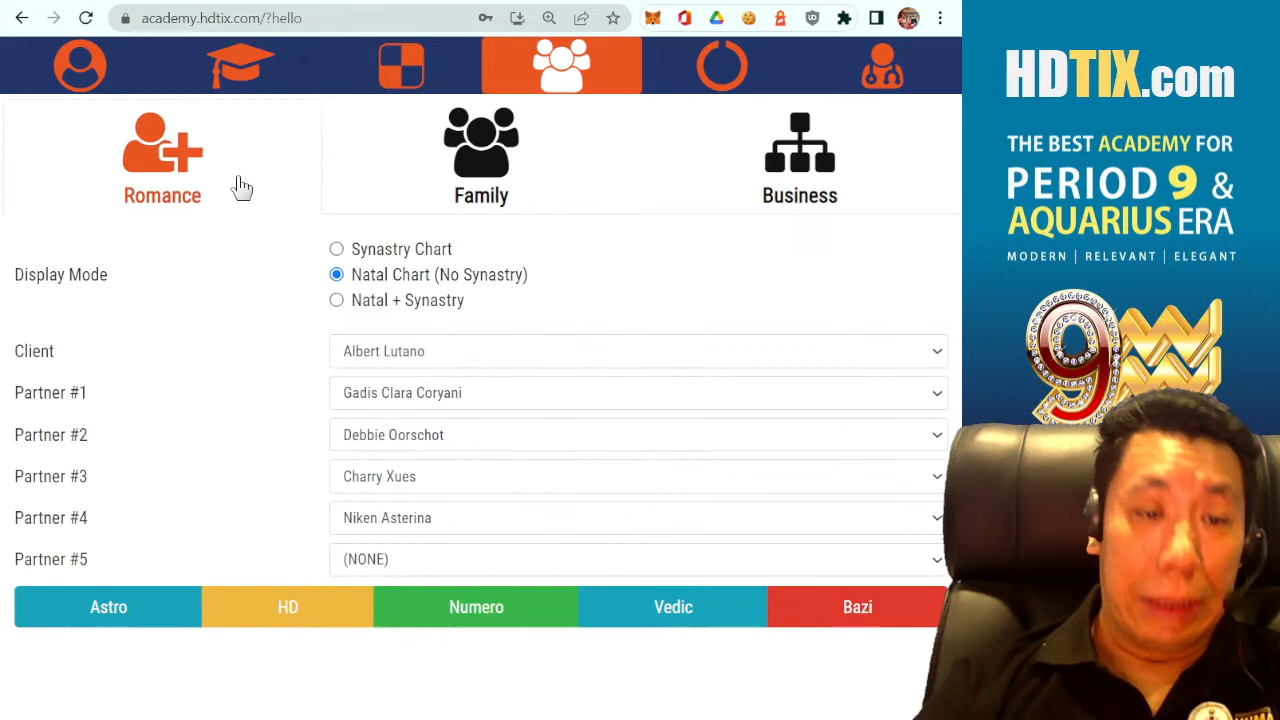 academy.hdtix.com/?hello
Romance
Family
Business
Display Mode
Synastry Chart
Natal Chart (No Synastry)
Natal + Synastry
Client
Albert Lutano
Partner #1
Gadis Clara Coryani
Partner #2
Debbie Oorschot
Partner #3
Charry Xues
Partner #4
Niken Asterina
Partner #5
(NONE)
Astro
HD
Numero
Vedic
Bazi
HDTIX.com
THE BEST ACADEMY FOR
PERIOD 9 &
AQUARIUS ERA
MODERN | RELEVANT | ELEGANT
9